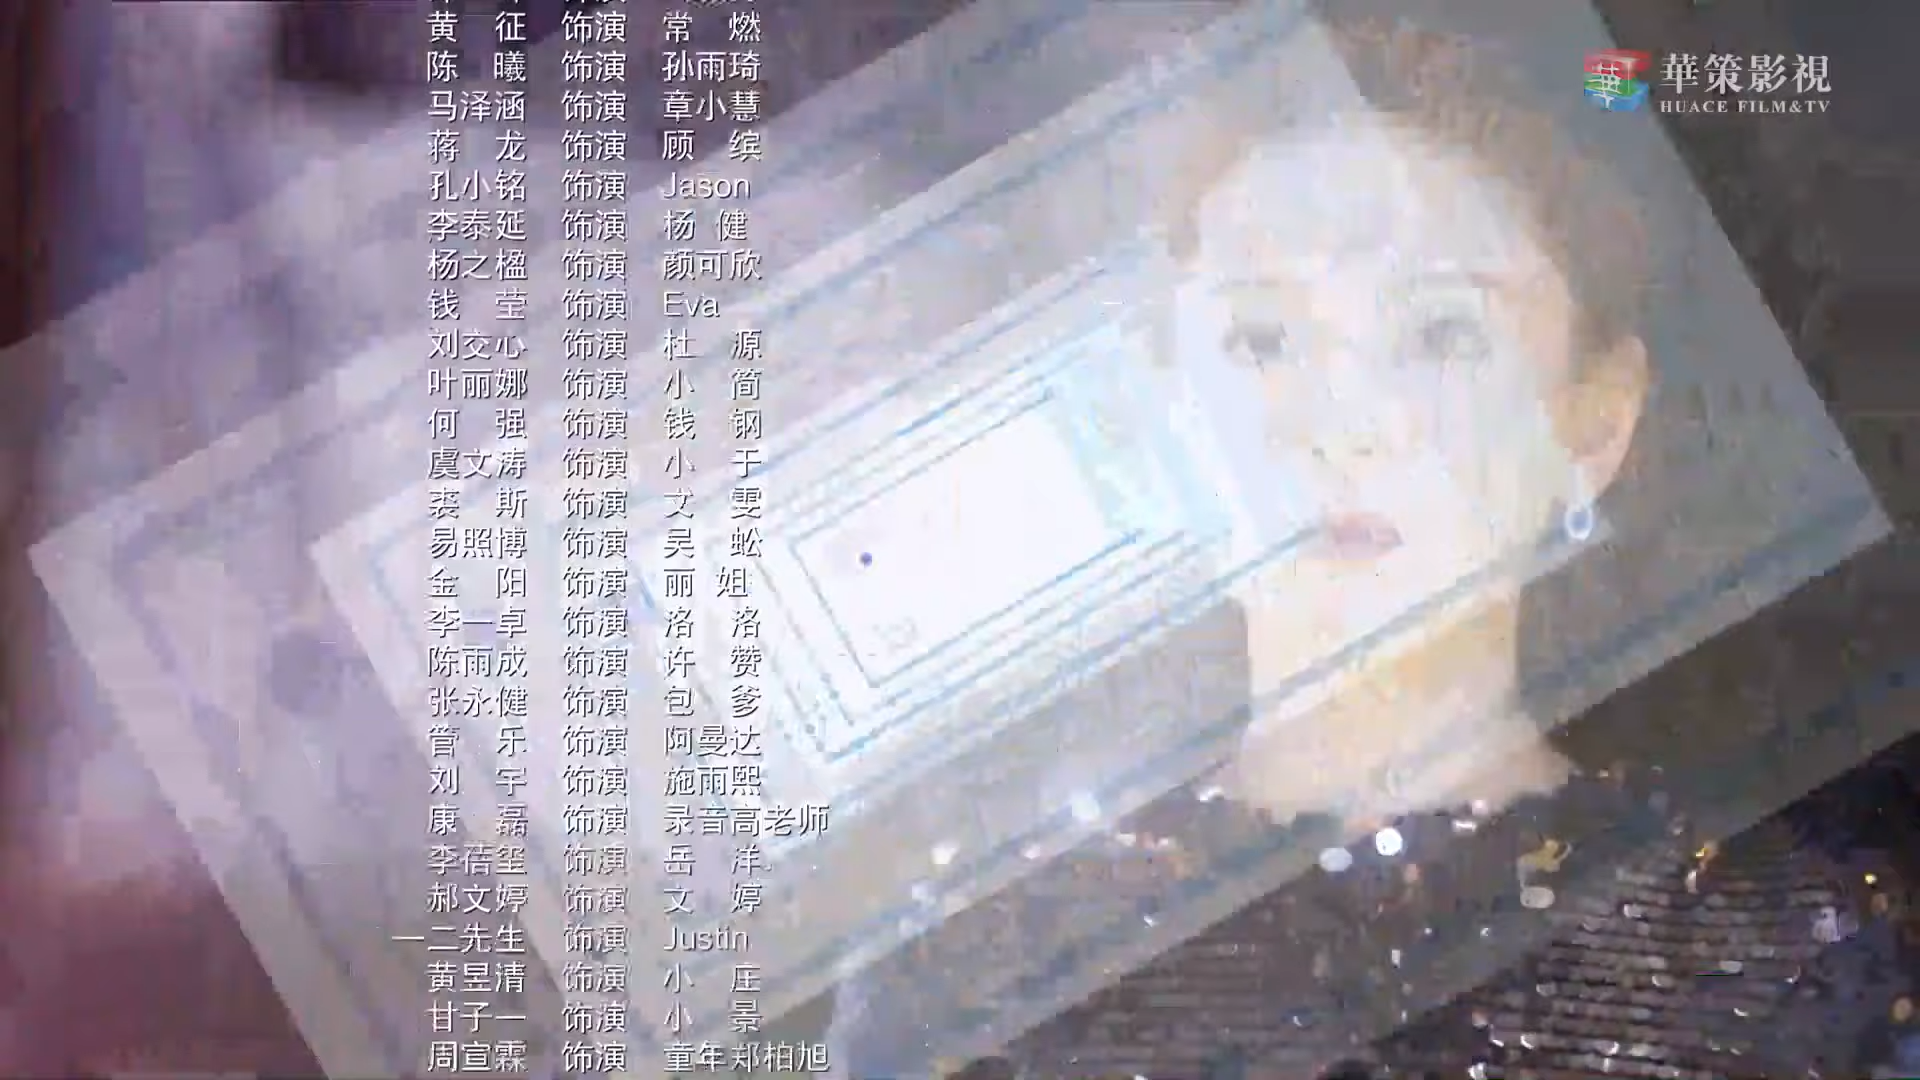 黄 征 饰演 常 燃
陈 曦 饰演 孙雨琦
马泽涵 饰演 章小慧
蒋 龙 饰演 顾 缤
孔小铭 饰演 Jason
李泰延 饰演 杨 健
杨之楹 饰演 颜可欣
钱 莹 饰演 Eva
刘交心 饰演 杜 源
叶丽娜 饰演 小 简
何 强 饰演 钱 钢
虞文涛 饰演 小 于
裘 斯 饰演 文 雯
易照博 饰演 吴 蚣
金 阳 饰演 丽 姐
李一卓 饰演 洛 洛
陈雨成 饰演 许 赞
张永健 饰演 包 爹
管 乐 饰演 阿曼达
刘 宇 饰演 施雨熙
康 磊 饰演 录音高老师
李蓓玺 饰演 岳 洋
郝文婷 饰演 文 婷
一二先生 饰演 Justin
黄昱清 饰演 小 庄
甘子一 饰演 小 景
周宣霖 饰演 童年郑柏旭
華策影視
HUACE FILM&TV